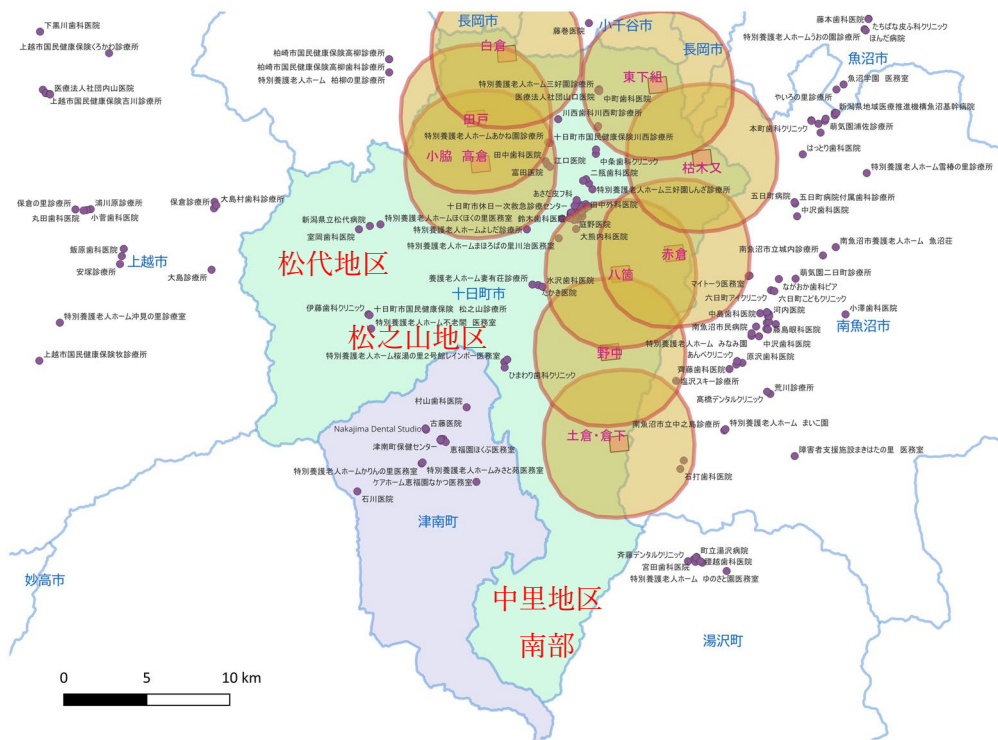 下黒川歯科医院
上越市国民健康保険くろかわ診療所
医療法人社団内山医院
上越市国民健康保険吉川診療所
柏崎市国民健康保険高柳診療所
柏崎市国民健康保険高柳歯科診療所
特別養護老人ホーム 柏柳の里診療所
長岡市
白倉
藤巻医院
小千谷市
長岡市
東下組
藤本歯科医院
たちばな皮ふ科クリニック
特別養護老人ホームうおの園診療所
ほんだ病院
魚沼市
魚沼学園 医務室
やいろの里診療所
新潟県地域医療推進機構魚沼基幹病院
本町歯科クリニック
萌気園浦佐診療所
はっとり歯科医院
特別養護老人ホーム雪椿の里診療所
特別養護老人ホーム三好園診療所
医療法人社団山口医院
中町歯科医院
川西歯科川西町診療所
田戸
特別養護老人ホームあかね園診療所
十日町市国民健康保険川西診療所
小脇 高倉
田中歯科医院
江口医院
中条歯科クリニック
富田医院
二瓶歯科医院
枯木又
特別養護老人ホーム三好園しんざ診療所
あさだ皮フ科
十日町市休日一次救急診療センター
田中外科医院
五日町病院
五日町病院付属歯科診療所
中沢歯科医院
保倉の里診療所
浦川原診療所
丸田歯科医院
小菅歯科医院
保倉診療所
大島村歯科診療所
新潟県立松代病院
特別養護老人ホームほくほくの里医務室
鈴木歯科医院
室岡歯科医院
特別養護老人ホームよしだ診療所
庭野医院
特別養護老人ホームまほろばの里川治医務室
大熊内科医院
飯原歯科医院
安塚診療所
上越市
大島診療所
松代地区
赤倉
八箇
南魚沼市立城内診療所
南魚沼市養護老人ホーム 魚沼荘
マイトーラ医務室
萌気園二日町診療所
ながおか歯科ピア
六日町アイクリニック
六日町こどもクリニック
養護老人ホーム妻有荘診療所
水沢歯科医院
たかき医院
十日町市
伊藤歯科クリニック
十日町市国民健康保険 松之山診療所
特別養護老人ホーム不老閣 医務室
松之山地区
特別養護老人ホーム沖見の里診療室
上越市国民健康保険牧診療所
中島歯科医院
河内医院
小澤歯科医院
南魚沼市民病院
藤島眼科医院
南魚沼市
特別養護老人ホーム みなみ園
中沢歯科医院
野中
特別養護老人ホーム桜湯の里2号館レインボー医務室
ひまわり歯科クリニック
あんべクリニック
原沢歯科医院
齊藤歯科医院
塩沢スキー診療所
荒川診療所
髙橋デンタルクリニック
村山歯科医院
Nakajima Dental Studio
古藤医院
津南町保健センター
恵福園ほくぶ医務室
土倉・倉下
南魚沼市立中之島診療所
特別養護老人ホーム まいこ園
障害者支援施設まきはたの里 医務室
特別養護老人ホームかりんの里医務室
特別養護老人ホームみさと苑医務室
ケアホーム恵福園なかつ医務室
石打歯科医院
石川医院
津南町
斉藤デンタルクリニック
町立湯沢病院
宮田歯科医院
腰越歯科医院
特別養護老人ホーム ゆのさと園医務室
妙高市
中里地区
南部
湯沢町
0 5 10 km